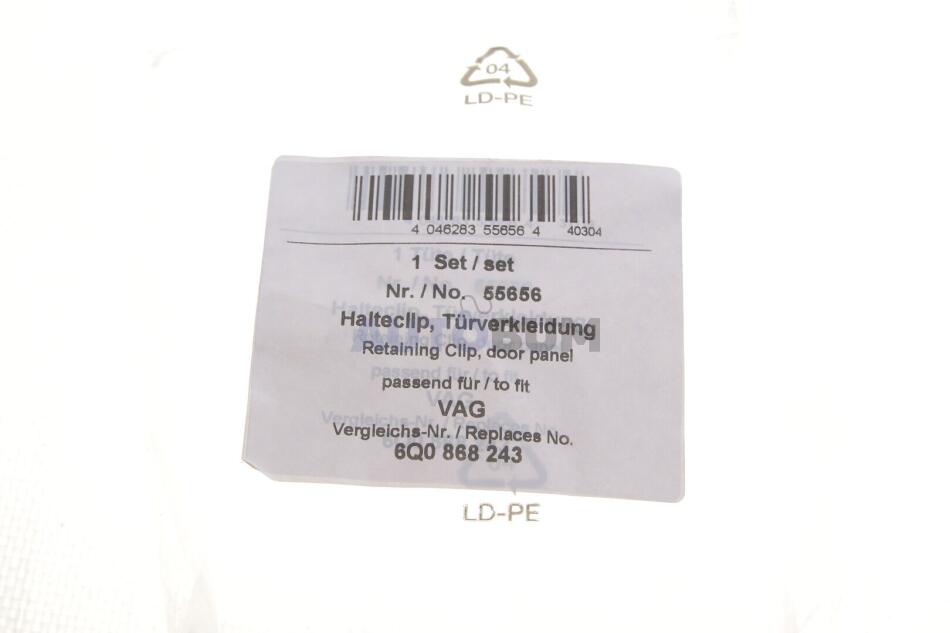 04
LD-PE
4 046283 55656 4 40304
1 Set / set
Nr. / No. 55656
Halteclip, Türverkleidung
AUTOBUM
Retaining Clip, door panel
passend für / to fit
VAG
Vergleichs-Nr. / Replaces No.
6Q0 868 243
LD-PE